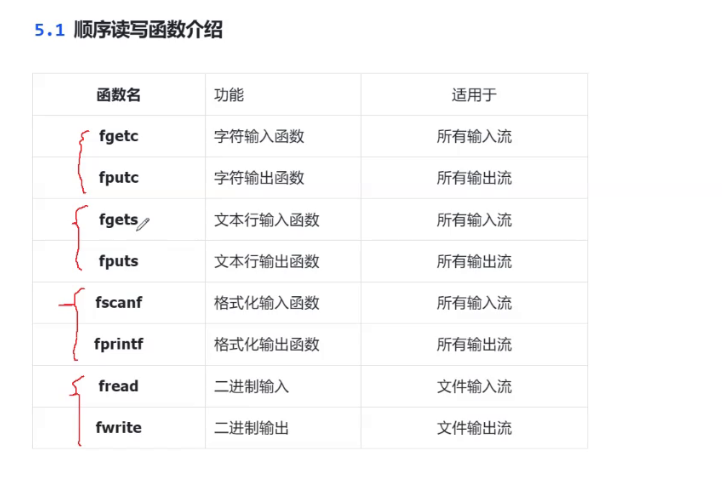 5.1 顺序读写函数介绍
函数名 功能 适用于
fgetc 字符输入函数 所有输入流
fputc 字符输出函数 所有输出流
fgets 文本行输入函数 所有输入流
fputs 文本行输出函数 所有输出流
fscanf 格式化输入函数 所有输入流
fprintf 格式化输出函数 所有输出流
fread 二进制输入 文件输入流
fwrite 二进制输出 文件输出流